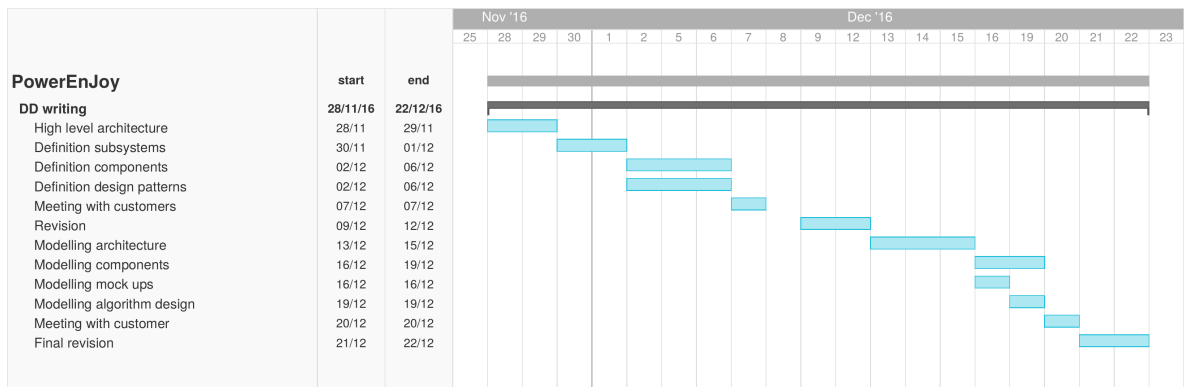 Nov '16 Dec '16
25 28 29 30 1 2 5 6 7 8 9 12 13 14 15 16 19 20 21 22 23
PowerEnJoy start end
DD writing 28/11/16 22/12/16
High level architecture 28/11 29/11
Definition subsystems 30/11 01/12
Definition components 02/12 06/12
Definition design patterns 02/12 06/12
Meeting with customers 07/12 07/12
Revision 09/12 12/12
Modelling architecture 13/12 15/12
Modelling components 16/12 19/12
Modelling mock ups 16/12 16/12
Modelling algorithm design 19/12 19/12
Meeting with customer 20/12 20/12
Final revision 21/12 22/12